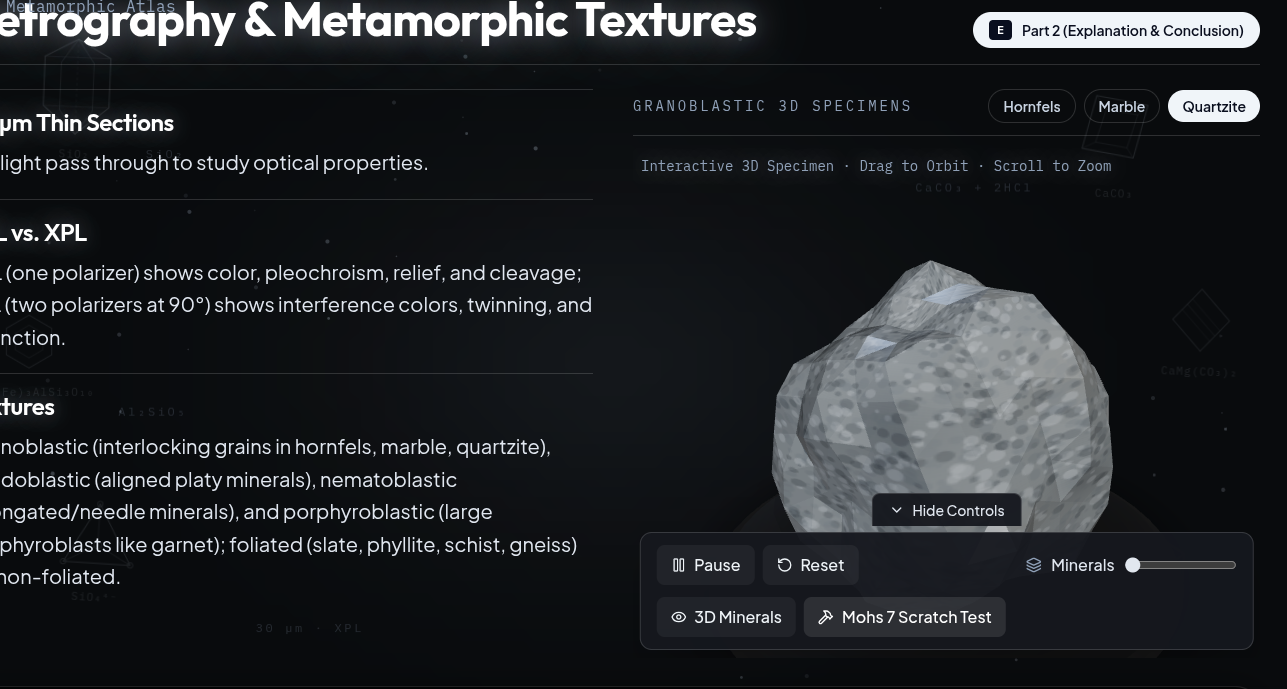 Metamorphic Atlas
etrography & Metamorphic Textures
E Part 2 (Explanation & Conclusion)
µm Thin Sections
light pass through to study optical properties.
L vs. XPL
(one polarizer) shows color, pleochroism, relief, and cleavage;
(two polarizers at 90°) shows interference colors, twinning, and
nction.
xtures
noblastic (interlocking grains in hornfels, marble, quartzite),
doblastic (aligned platy minerals), nematoblastic
ongated/needle minerals), and porphyroblastic (large
phyroblasts like garnet); foliated (slate, phyllite, schist, gneiss)
non-foliated.
Al₂SiO₅
SiO₄⁴⁻
30 µm · XPL
GRANOBLASTIC 3D SPECIMENS
Hornfels
Marble
Quartzite
Interactive 3D Specimen · Drag to Orbit · Scroll to Zoom
CaCO₃ + 2HCl
CaCO₃
CaMg(CO₃)₂
Hide Controls
Pause
Reset
Minerals
3D Minerals
Mohs 7 Scratch Test